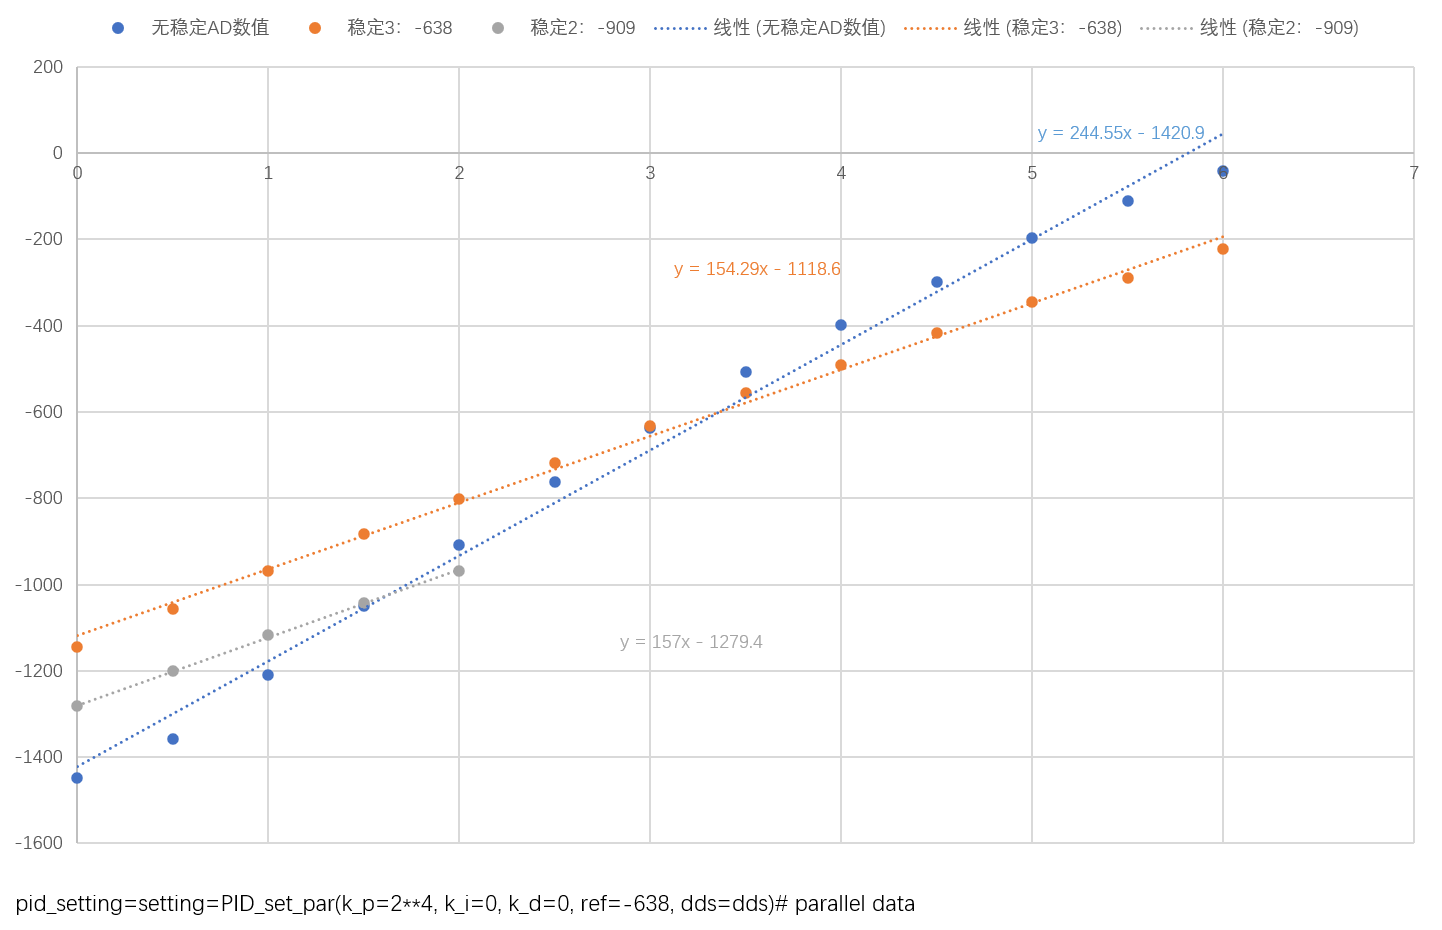 无稳定AD数值 稳定3：-638 稳定2：-909 线性 (无稳定AD数值) 线性 (稳定3：-638) 线性 (稳定2：-909)
200
y = 244.55x - 1420.9
0
0 1 2 3 4 5 6 7
-200
y = 154.29x - 1118.6
-400
-600
-800
-1000
y = 157x - 1279.4
-1200
-1400
-1600
pid_setting=setting=PID_set_par(k_p=2**4, k_i=0, k_d=0, ref=-638, dds=dds)# parallel data